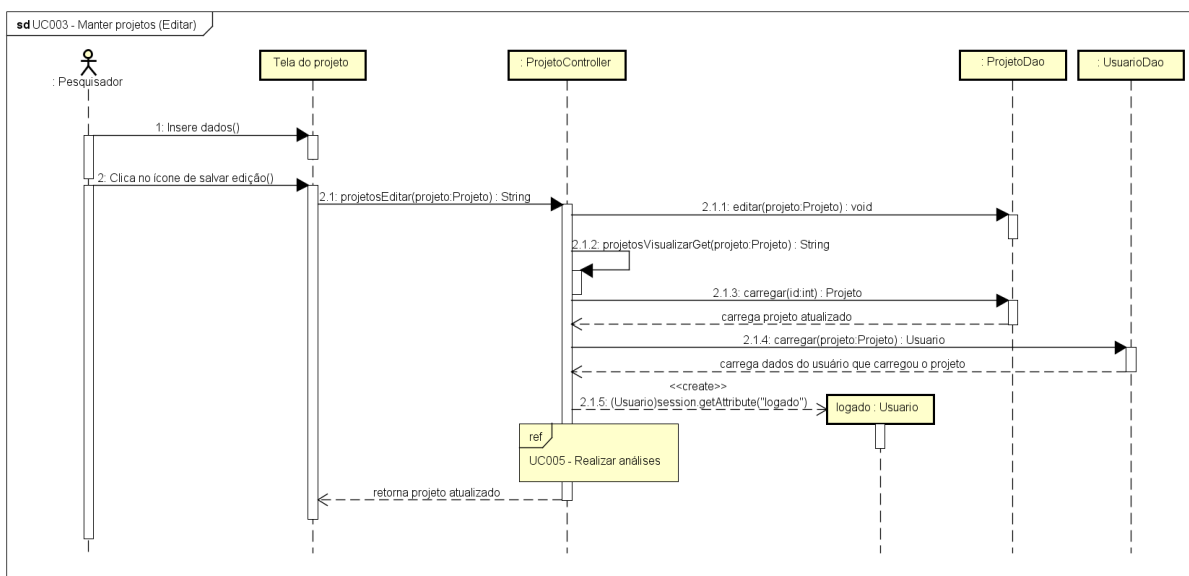 sd UC003 - Manter projetos (Editar)
: Pesquisador
Tela do projeto
: ProjetoController
: ProjetoDao
: UsuarioDao
1: Insere dados()
2: Clica no ícone de salvar edição()
2.1: projetosEditar(projeto:Projeto) : String
2.1.1: editar(projeto:Projeto) : void
2.1.2: projetosVisualizarGet(projeto:Projeto) : String
2.1.3: carregar(id:int) : Projeto
carrega projeto atualizado
2.1.4: carregar(projeto:Projeto) : Usuario
carrega dados do usuário que carregou o projeto
<<create>>
2.1.5: (Usuario)session.getAttribute("logado")
logado : Usuario
ref
UC005 - Realizar análises
retorna projeto atualizado